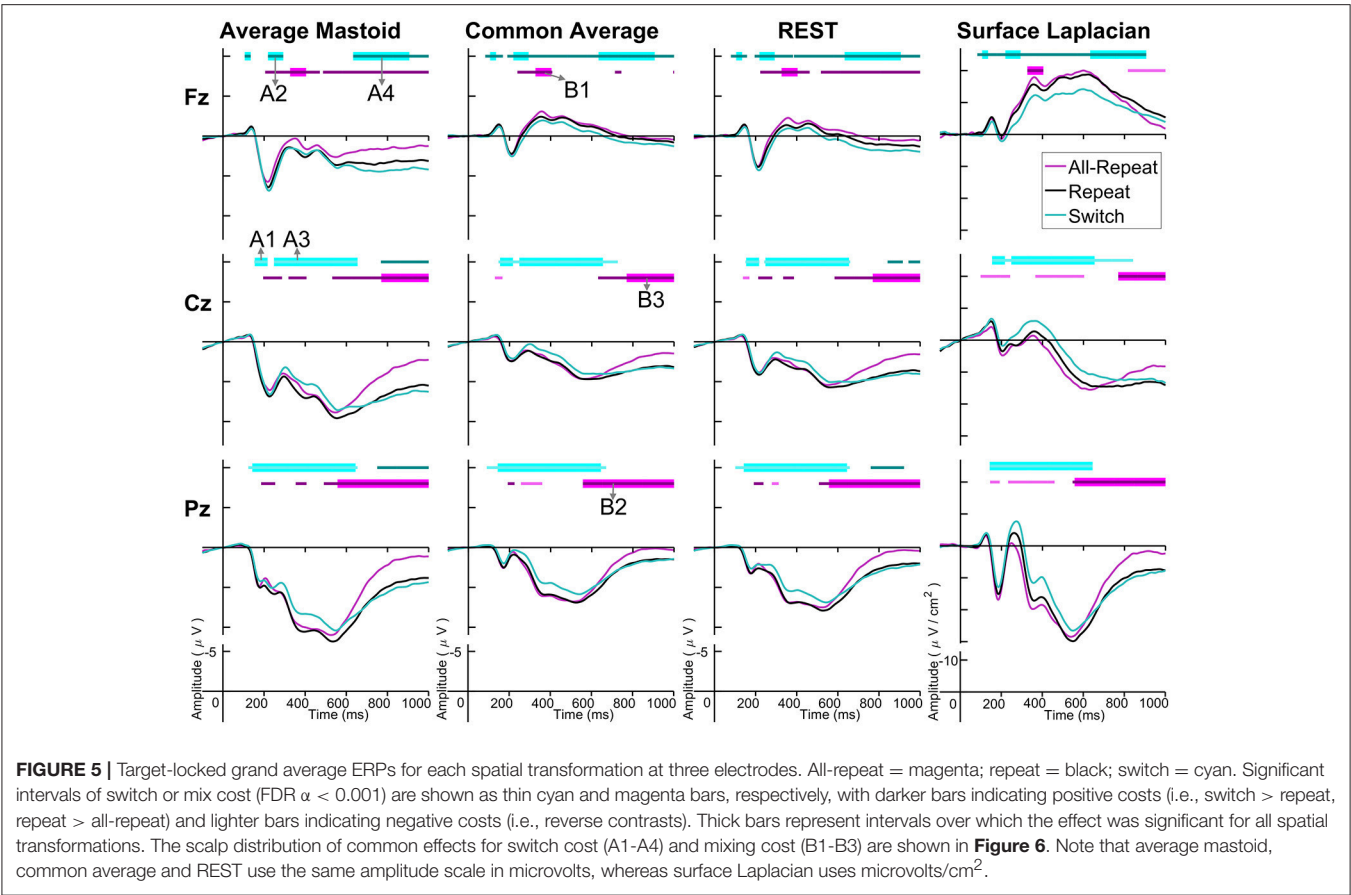 Average Mastoid Common Average REST Surface Laplacian
A2 A4 B1
Fz
All-Repeat
Repeat
Switch
A1 A3
Cz
B3
Pz
B2
Amplitude ( μ V) -5 Amplitude ( μ V) -5 Amplitude ( μ V) -5 Amplitude ( μ V / cm²) -10
0 200 400 600 800 1000 0 200 400 600 800 1000 0 200 400 600 800 1000 0 200 400 600 800 1000
Time (ms) Time (ms) Time (ms) Time (ms)
FIGURE 5 | Target-locked grand average ERPs for each spatial transformation at three electrodes. All-repeat = magenta; repeat = black; switch = cyan. Significant
intervals of switch or mix cost (FDR α < 0.001) are shown as thin cyan and magenta bars, respectively, with darker bars indicating positive costs (i.e., switch > repeat,
repeat > all-repeat) and lighter bars indicating negative costs (i.e., reverse contrasts). Thick bars represent intervals over which the effect was significant for all spatial
transformations. The scalp distribution of common effects for switch cost (A1-A4) and mixing cost (B1-B3) are shown in Figure 6. Note that average mastoid,
common average and REST use the same amplitude scale in microvolts, whereas surface Laplacian uses microvolts/cm².